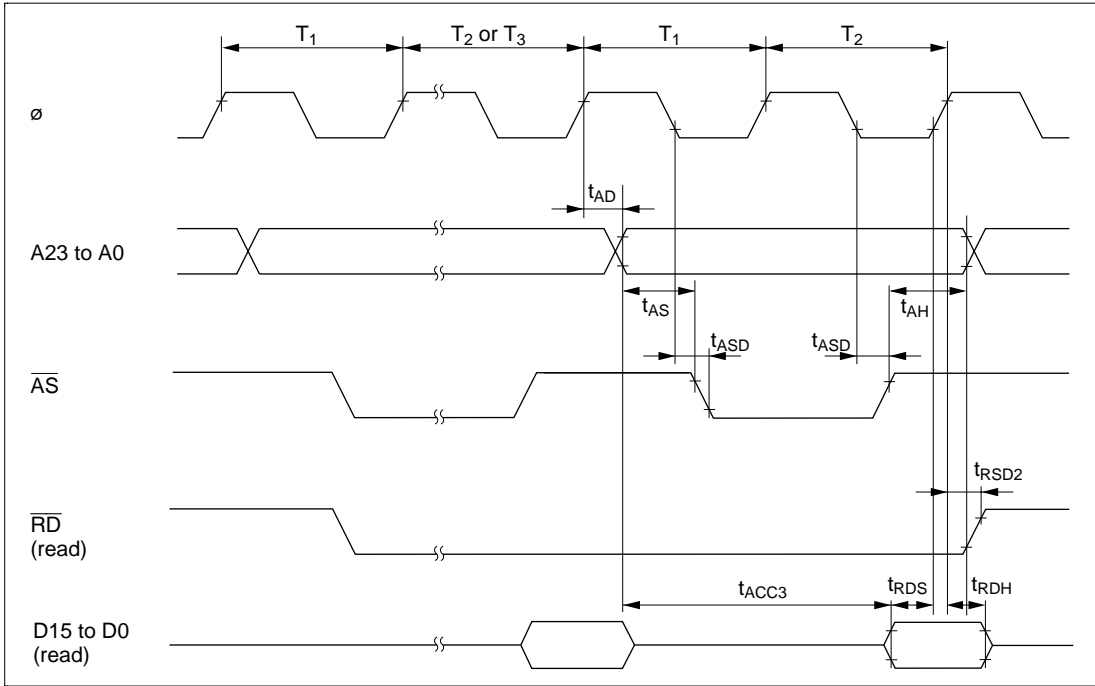 T1 T2 or T3 T1 T2
ø
tAD
A23 to A0
tAS tAH
tASD tASD
AS
tRSD2
RD
(read)
tACC3 tRDS tRDH
D15 to D0
(read)